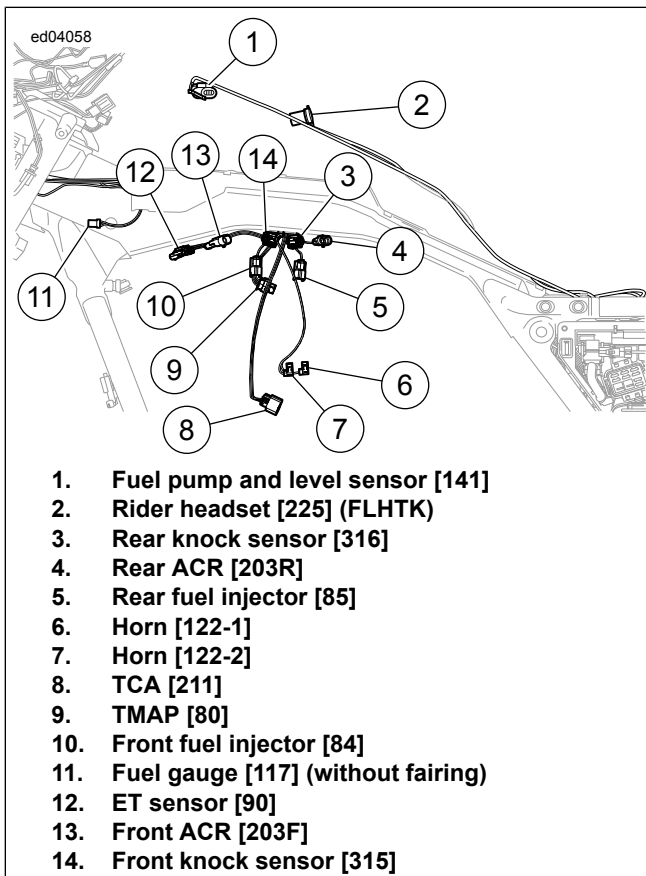 ed04058
1
2
13
14
3
12
4
11
10
5
9
6
8
7
1. Fuel pump and level sensor [141]
2. Rider headset [225] (FLHTK)
3. Rear knock sensor [316]
4. Rear ACR [203R]
5. Rear fuel injector [85]
6. Horn [122-1]
7. Horn [122-2]
8. TCA [211]
9. TMAP [80]
10. Front fuel injector [84]
11. Fuel gauge [117] (without fairing)
12. ET sensor [90]
13. Front ACR [203F]
14. Front knock sensor [315]